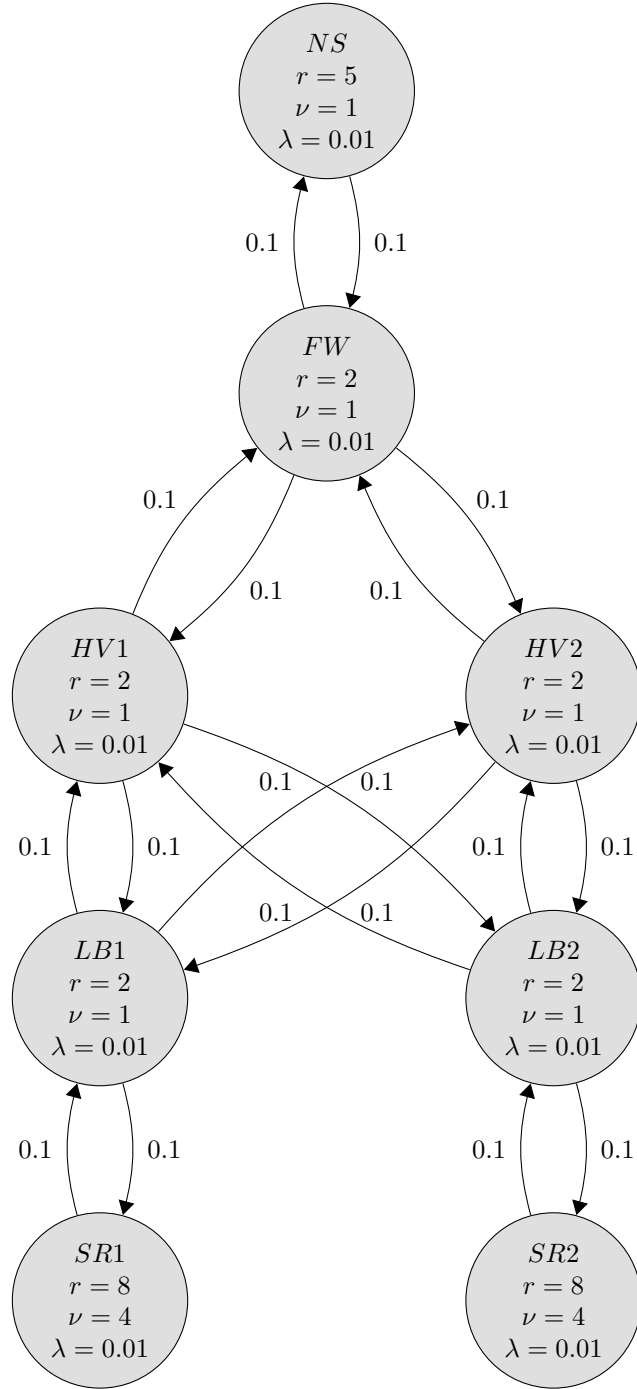 NS
r = 5
ν = 1
λ = 0.01
0.1
0.1
FW
r = 2
ν = 1
λ = 0.01
0.1
0.1
0.1
0.1
HV1
r = 2
ν = 1
λ = 0.01
HV2
r = 2
ν = 1
λ = 0.01
0.1
0.1
0.1
0.1
0.1
0.1
0.1
0.1
LB1
r = 2
ν = 1
λ = 0.01
LB2
r = 2
ν = 1
λ = 0.01
0.1
0.1
0.1
0.1
SR1
r = 8
ν = 4
λ = 0.01
SR2
r = 8
ν = 4
λ = 0.01